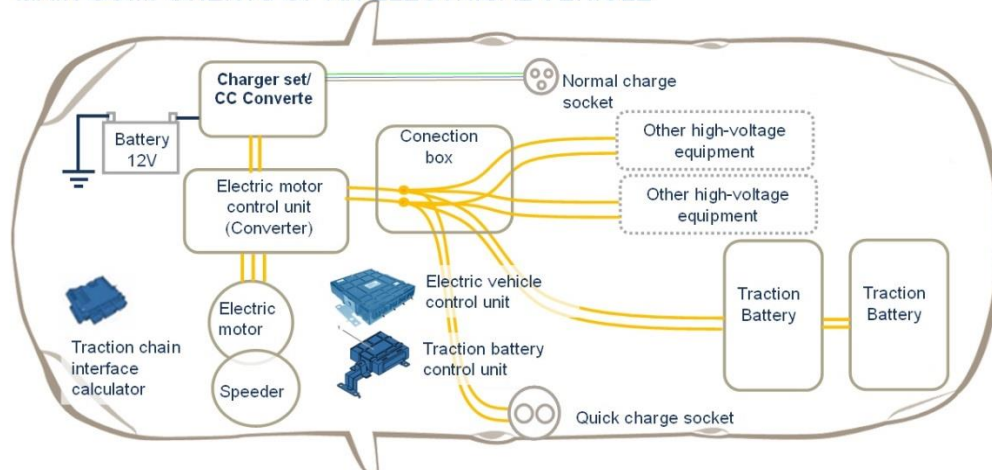 Charger set/
CC Converte
Normal charge
socket
Battery
12V
Conection
box
Other high-voltage
equipment
Electric motor
control unit
(Converter)
Other high-voltage
equipment
Electric vehicle
control unit
Traction
Battery
Traction
Battery
Electric
motor
Traction chain
interface
calculator
Traction battery
control unit
Speeder
Quick charge socket